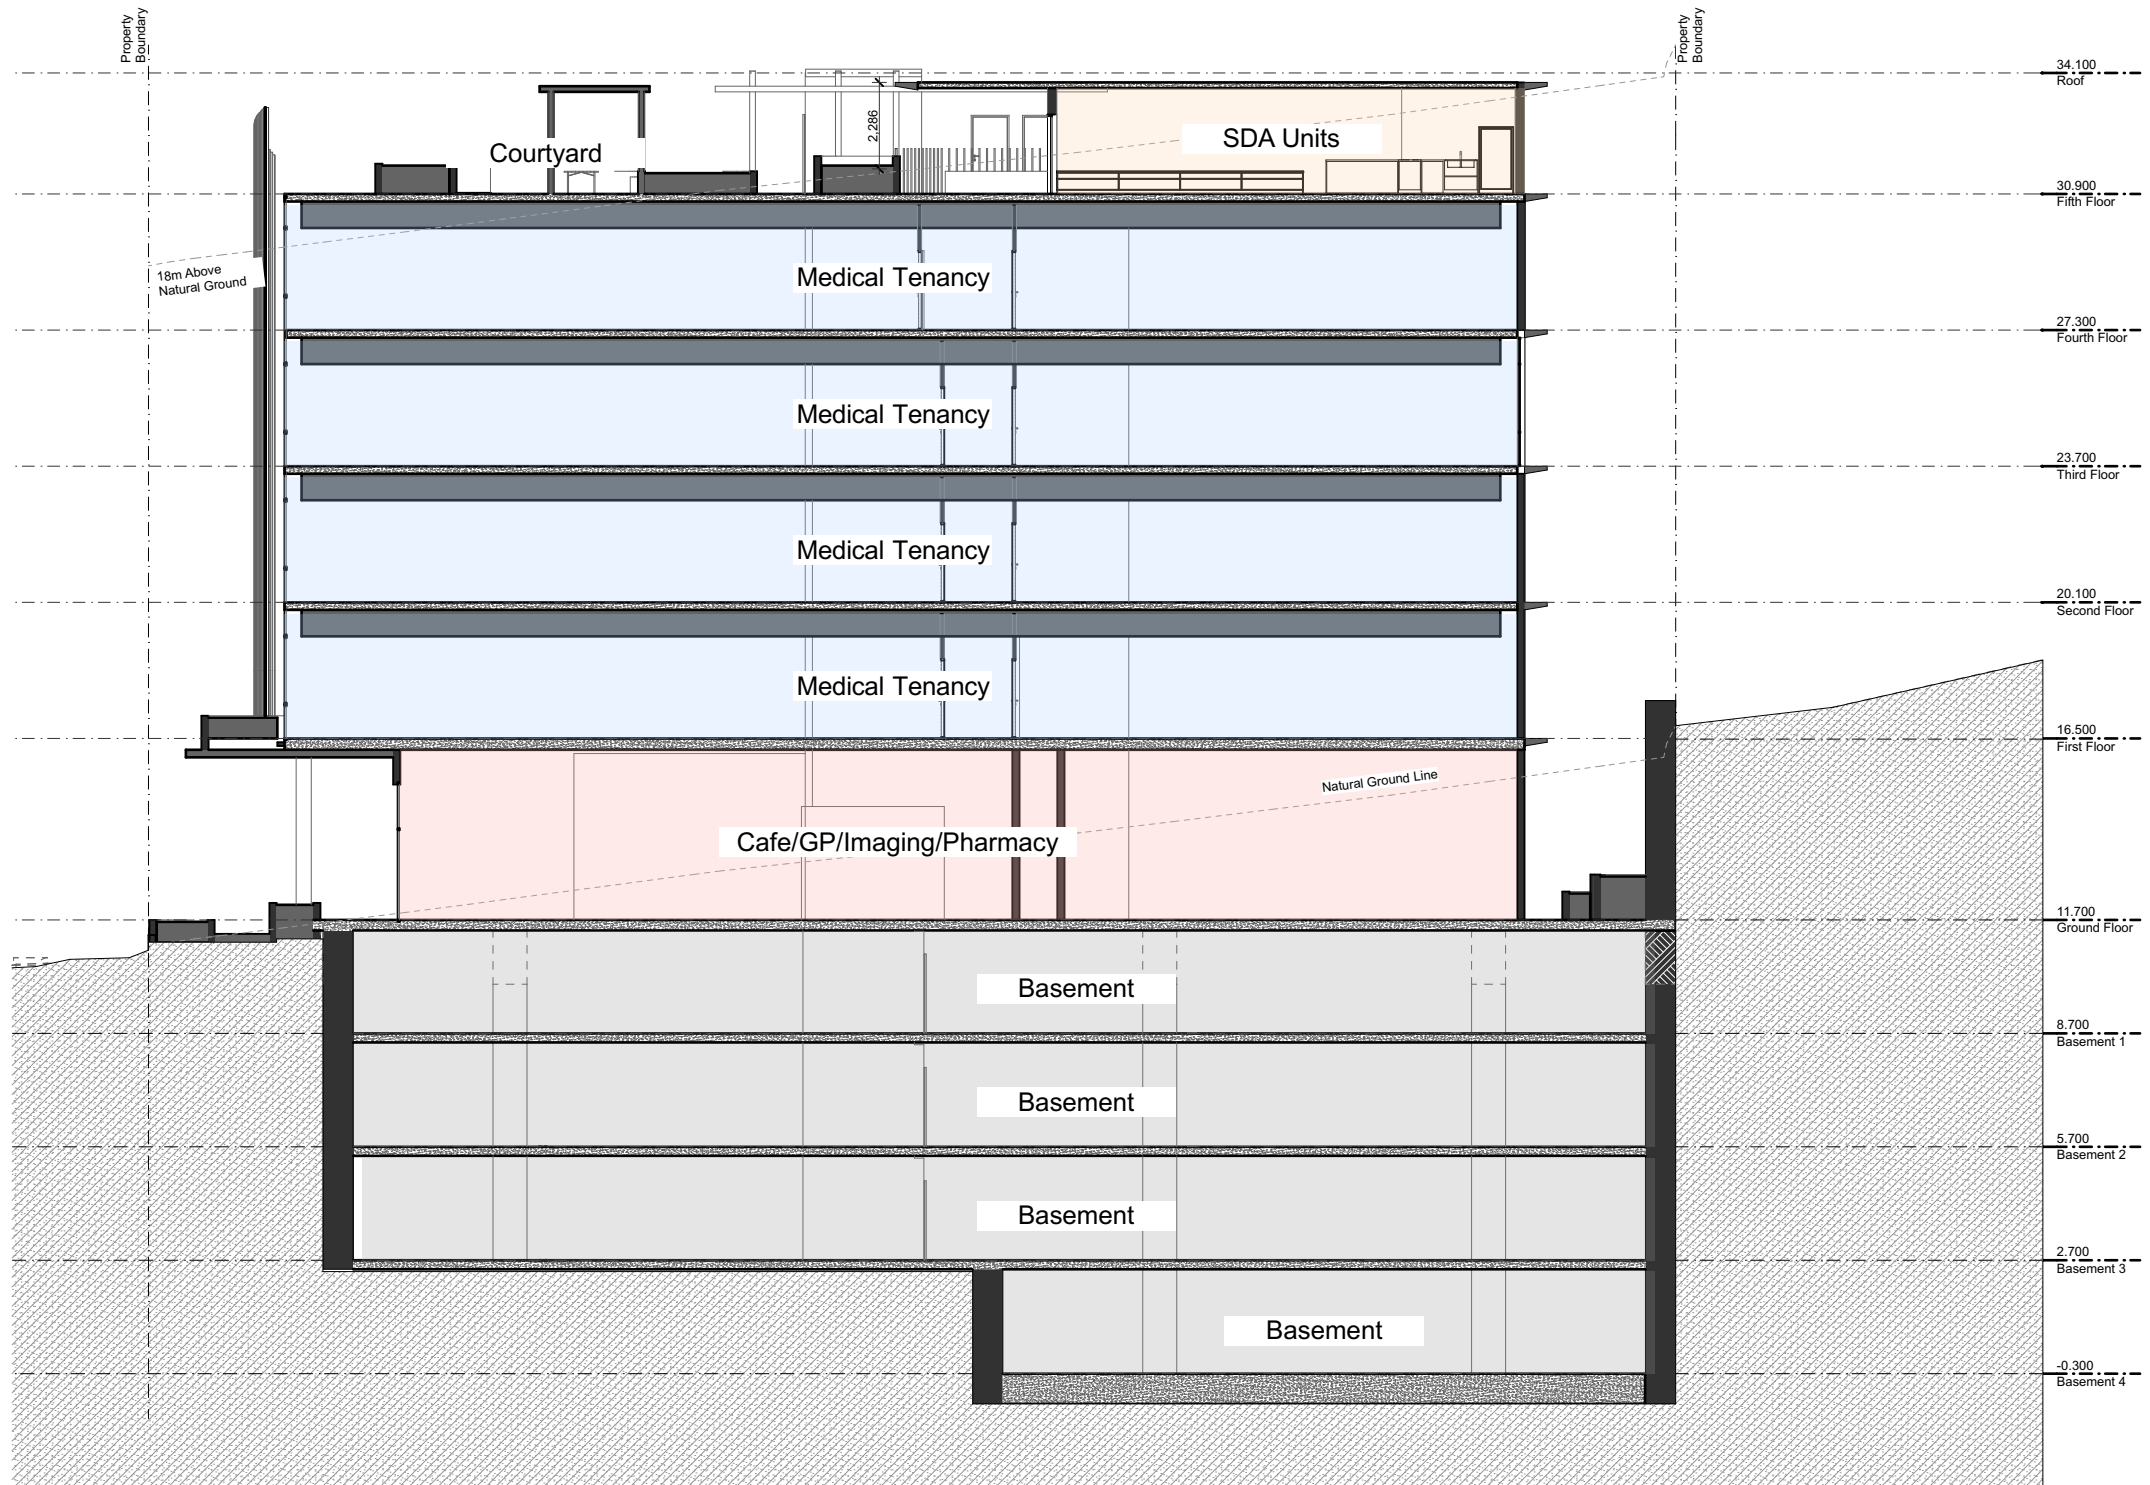 Property
Boundary
Property
Boundary
34.100
Roof
2,286
SDA Units
Courtyard
30.900
Fifth Floor
18m Above
Natural Ground
Medical Tenancy
27.300
Fourth Floor
Medical Tenancy
23.700
Third Floor
Medical Tenancy
20.100
Second Floor
Medical Tenancy
16.500
First Floor
Natural Ground Line
Cafe/GP/Imaging/Pharmacy
11.700
Ground Floor
Basement
8.700
Basement 1
Basement
5.700
Basement 2
Basement
2.700
Basement 3
Basement
-0.300
Basement 4